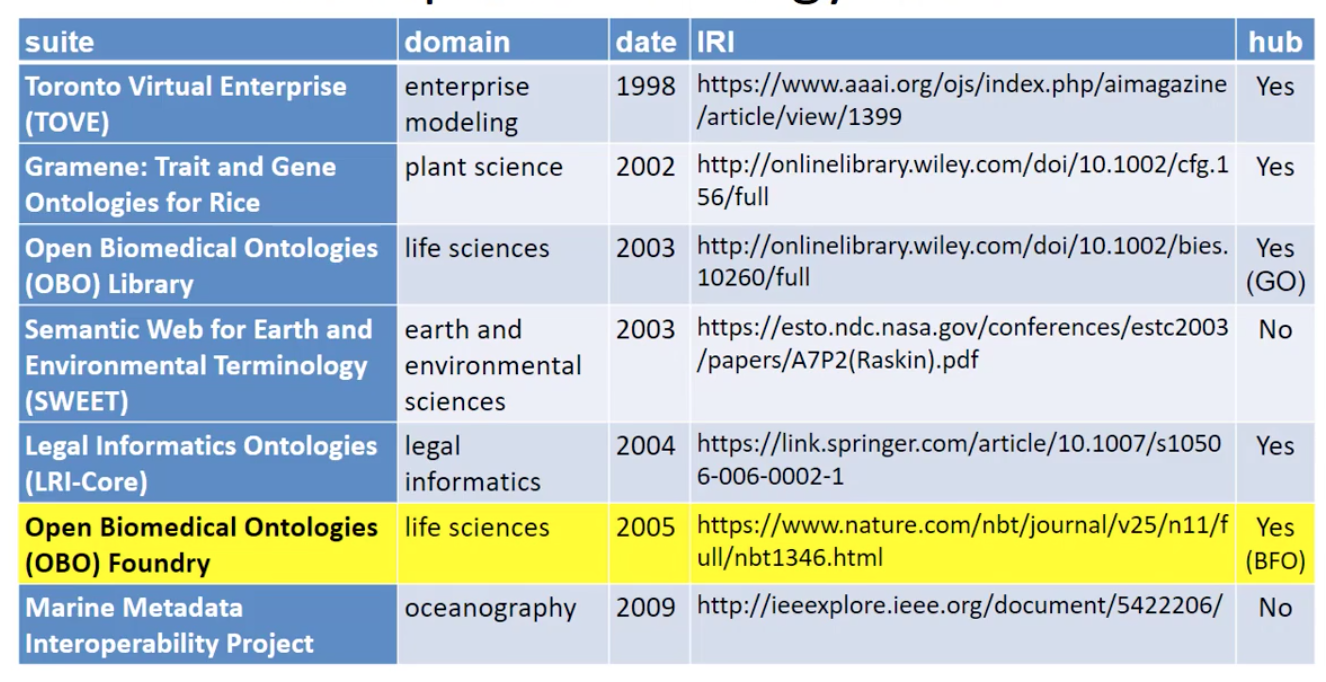 suite domain date IRI hub
Toronto Virtual Enterprise
(TOVE)
enterprise
modeling
1998
https://www.aaai.org/ojs/index.php/aimagazine
/article/view/1399
Yes
Gramene: Trait and Gene
Ontologies for Rice
plant science
2002
http://onlinelibrary.wiley.com/doi/10.1002/cfg.1
56/full
Yes
Open Biomedical Ontologies
(OBO) Library
life sciences
2003
http://onlinelibrary.wiley.com/doi/10.1002/bies.
10260/full
Yes
(GO)
Semantic Web for Earth and
Environmental Terminology
(SWEET)
earth and
environmental
sciences
2003
https://esto.ndc.nasa.gov/conferences/estc2003
/papers/A7P2(Raskin).pdf
No
Legal Informatics Ontologies
(LRI-Core)
legal
informatics
2004
https://link.springer.com/article/10.1007/s1050
6-006-0002-1
Yes
Open Biomedical Ontologies
(OBO) Foundry
life sciences
2005
https://www.nature.com/nbt/journal/v25/n11/f
ull/nbt1346.html
Yes
(BFO)
Marine Metadata
Interoperability Project
oceanography
2009
http://ieeexplore.ieee.org/document/5422206/
No